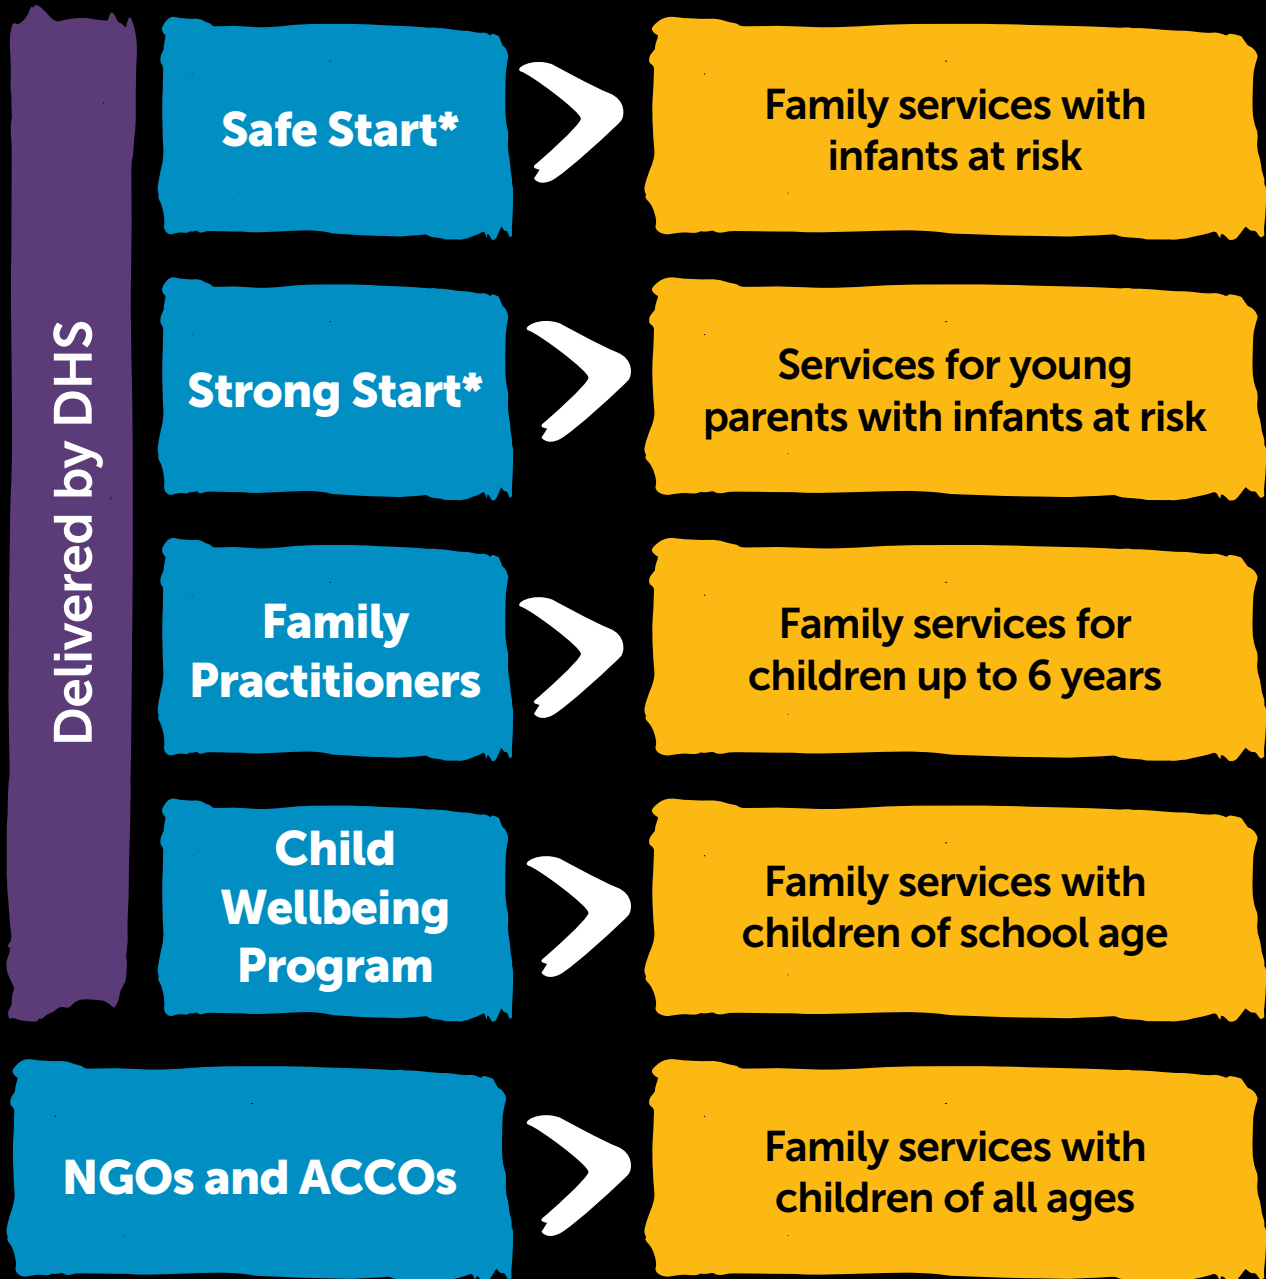 Delivered by DHS
Safe Start*
Family services with
infants at risk
Strong Start*
Services for young
parents with infants at risk
Family
Practitioners
Family services for
children up to 6 years
Child
Wellbeing
Program
Family services with
children of school age
NGOs and ACCOs
Family services with
children of all ages